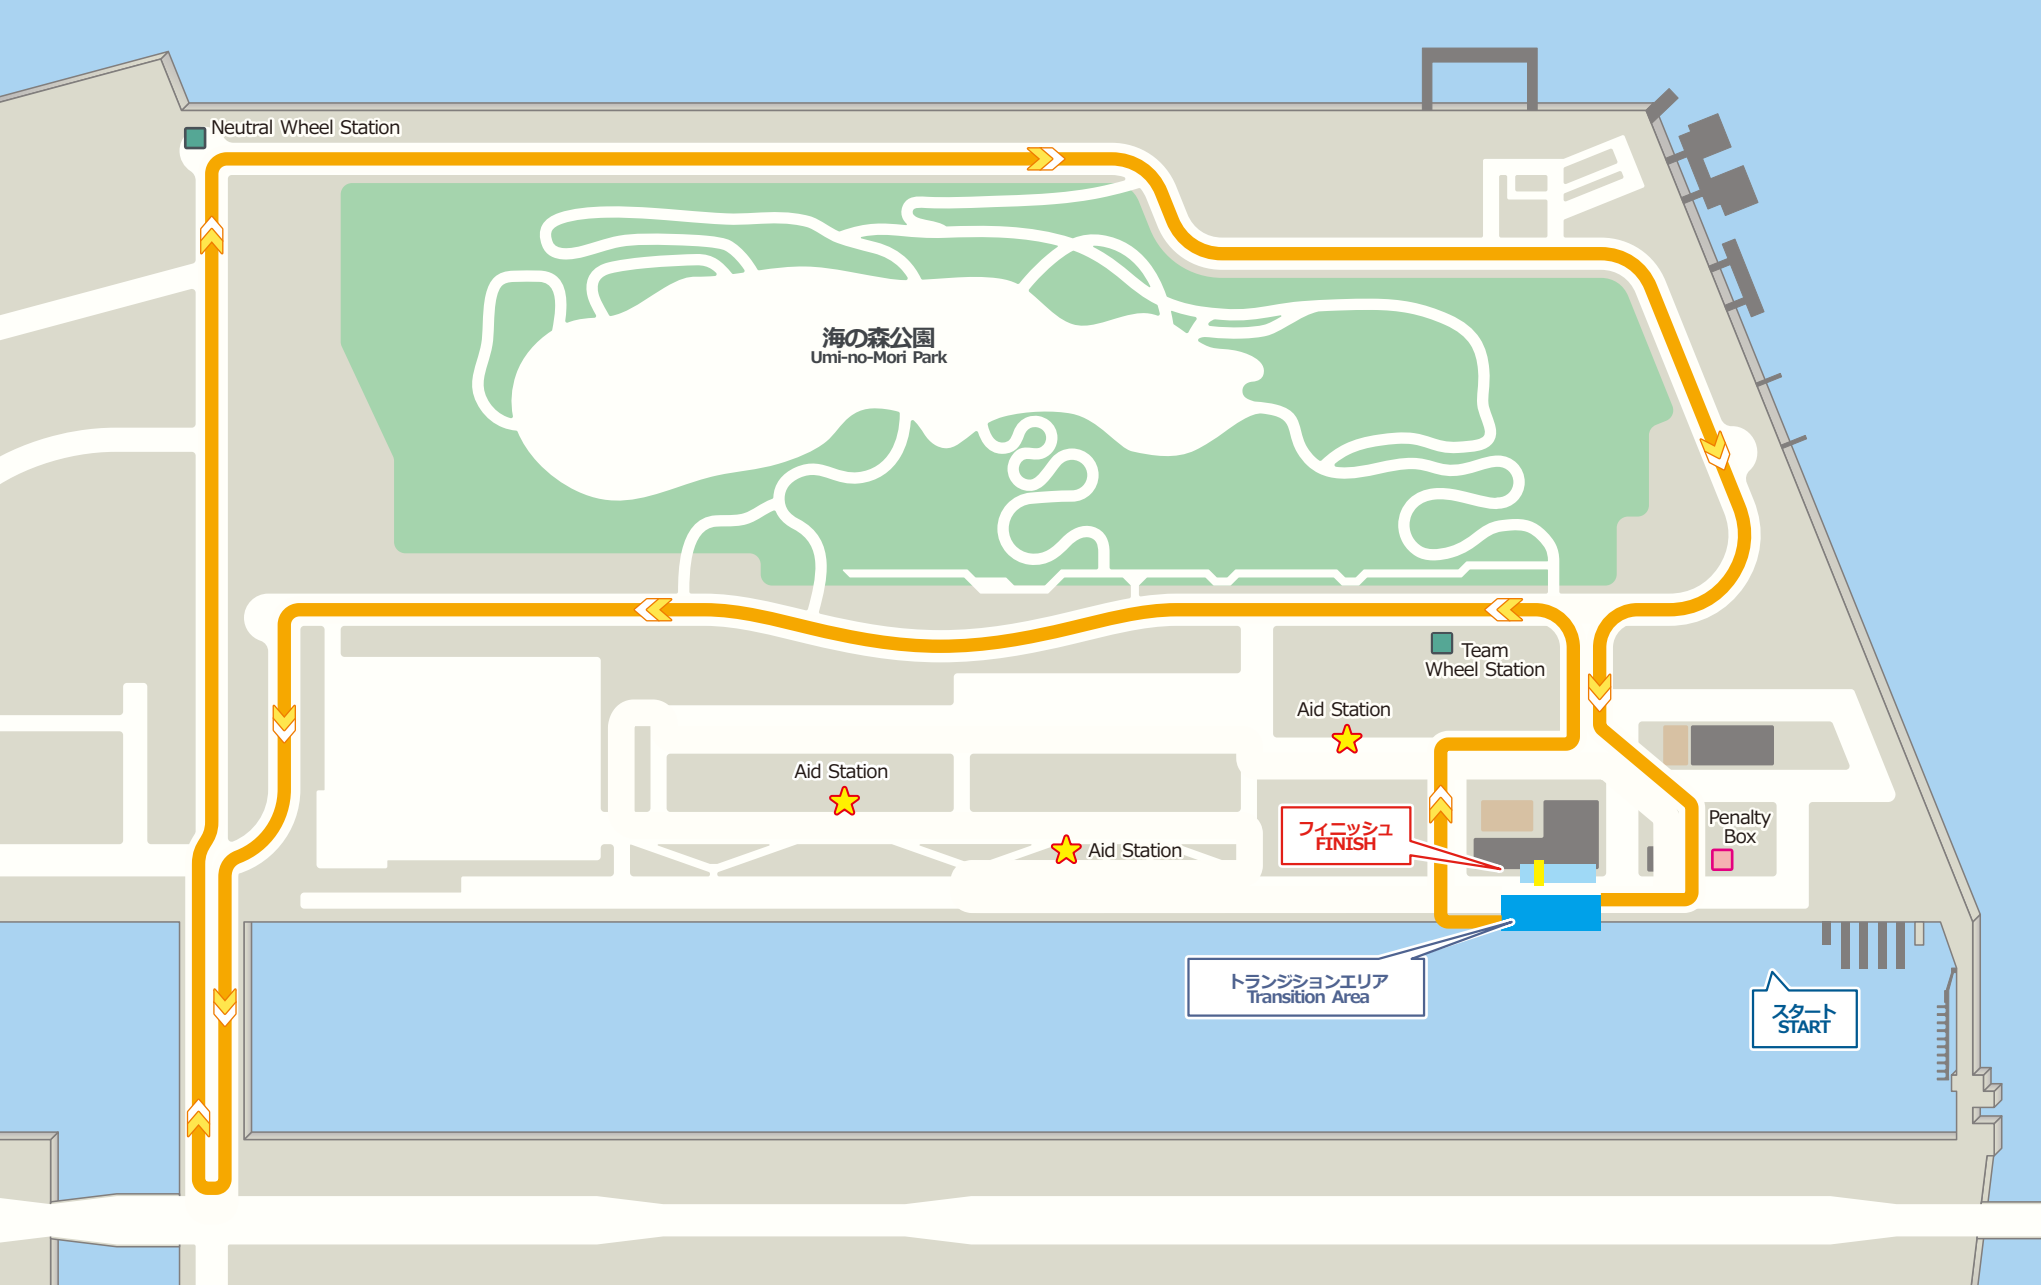 Neutral Wheel Station
海の森公園
Umi-no-Mori Park
Team
Wheel Station
Aid Station
Aid Station
Aid Station
フィニッシュ
FINISH
Penalty
Box
トランジションエリア
Transition Area
スタート
START